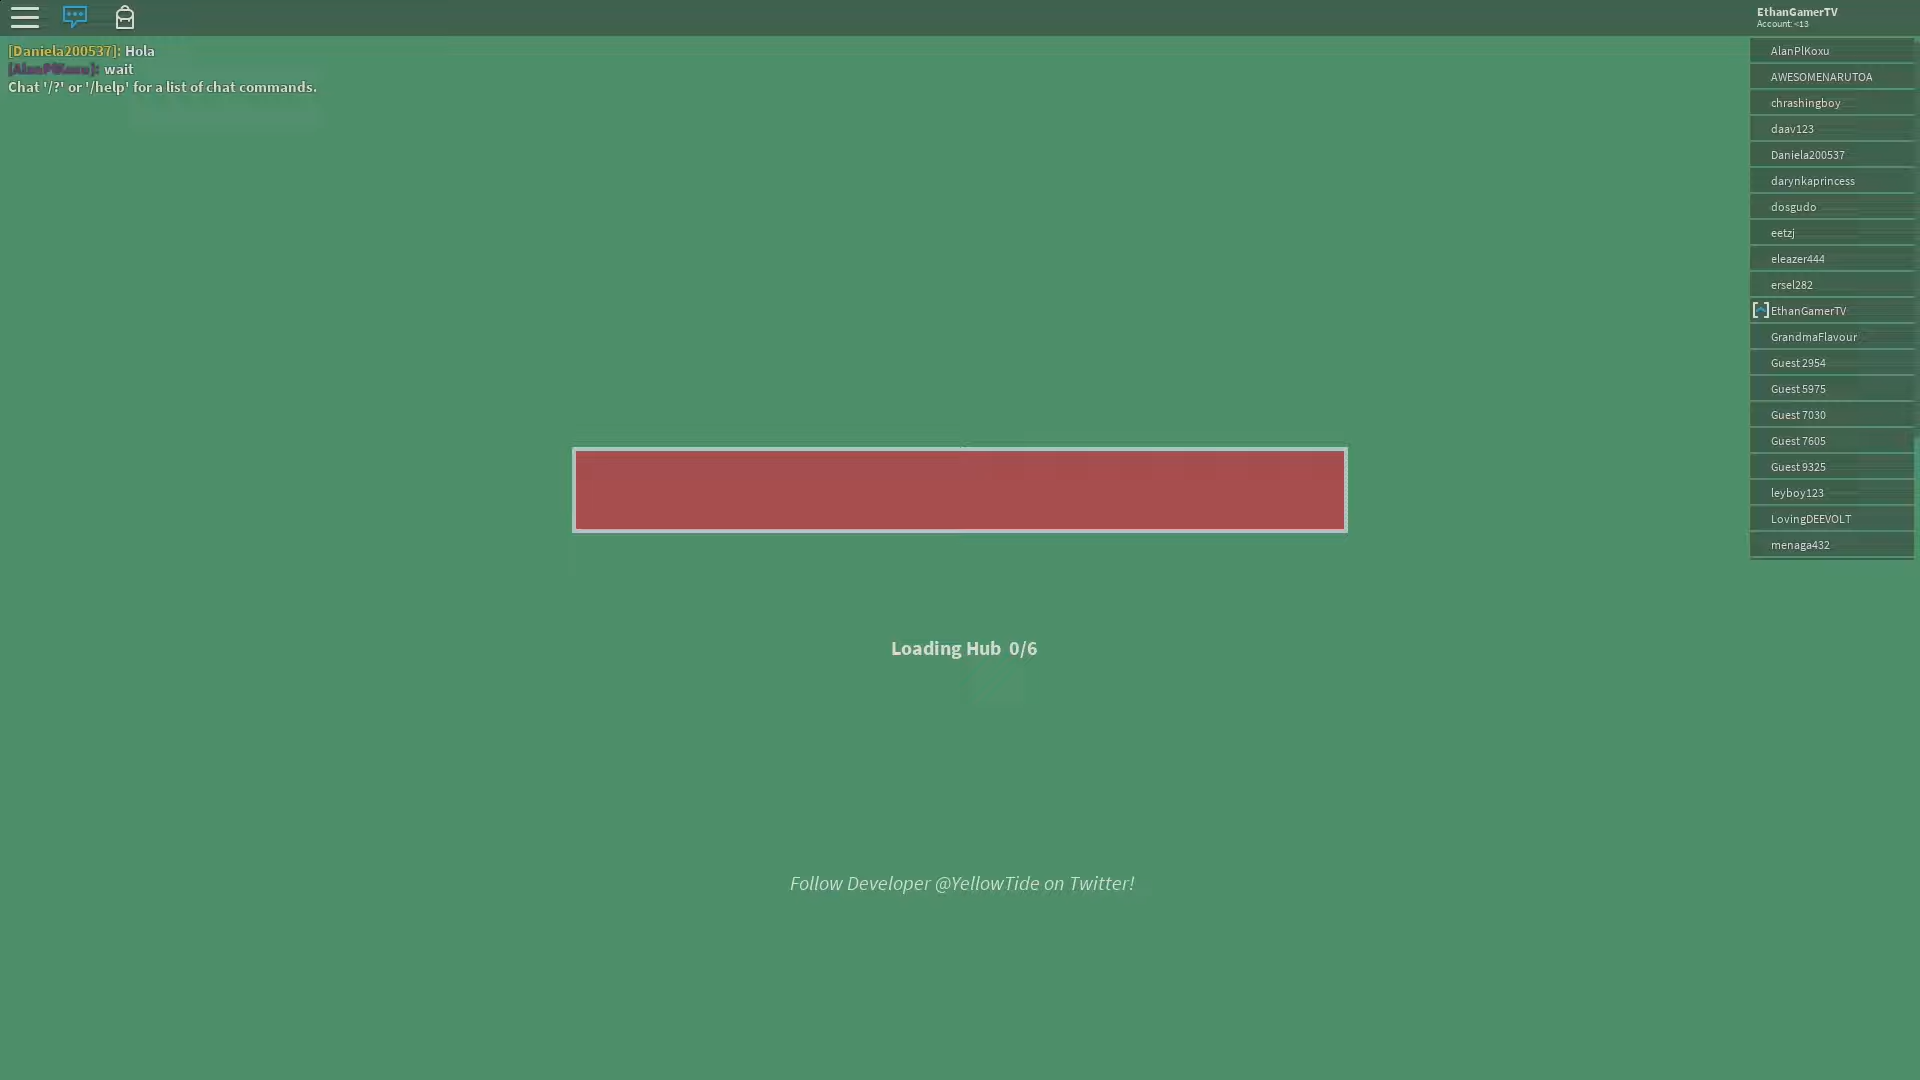 EthanGamerTV
Account: <13
[Daniela200537]: Hola
[AlanPlKoxu]: wait
Chat '/?' or '/help' for a list of chat commands.
AlanPlKoxu
AWESOMENARUTOA
chrashingboy
daav123
Daniela200537
darynkaprincess
dosgudo
eetzj
eleazer444
ersel282
EthanGamerTV
GrandmaFlavour
Guest 2954
Guest 5975
Guest 7030
Guest 7605
Guest 9325
leyboy123
LovingDEEVOLT
menaga432
Loading Hub 0/6
Follow Developer @YellowTide on Twitter!